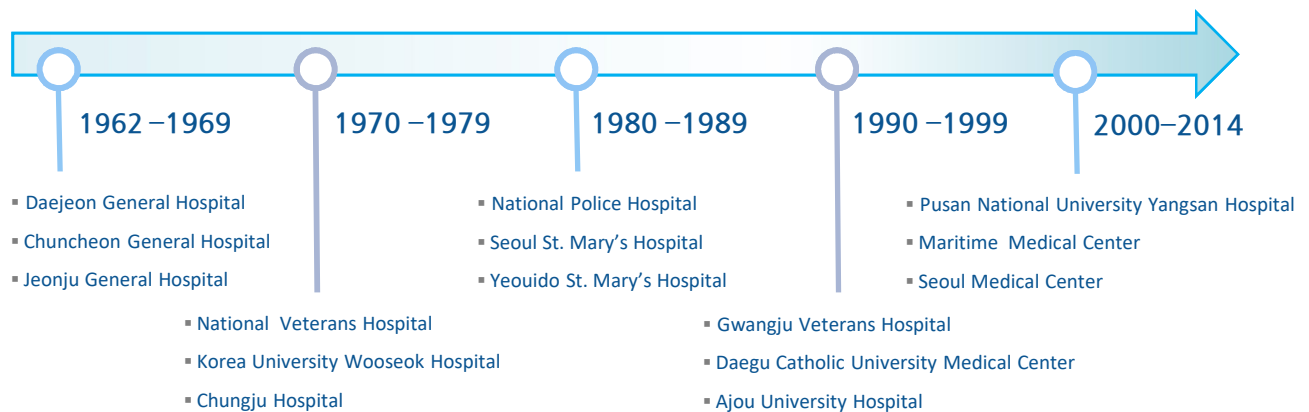 1962 –1969
1970 –1979
1980 –1989
1990 –1999
2000–2014
▪ Daejeon General Hospital
▪ Chuncheon General Hospital
▪ Jeonju General Hospital
▪ National Veterans Hospital
▪ Korea University Wooseok Hospital
▪ Chungju Hospital
▪ National Police Hospital
▪ Seoul St. Mary’s Hospital
▪ Yeouido St. Mary’s Hospital
▪ Gwangju Veterans Hospital
▪ Daegu Catholic University Medical Center
▪ Ajou University Hospital
▪ Pusan National University Yangsan Hospital
▪ Maritime Medical Center
▪ Seoul Medical Center